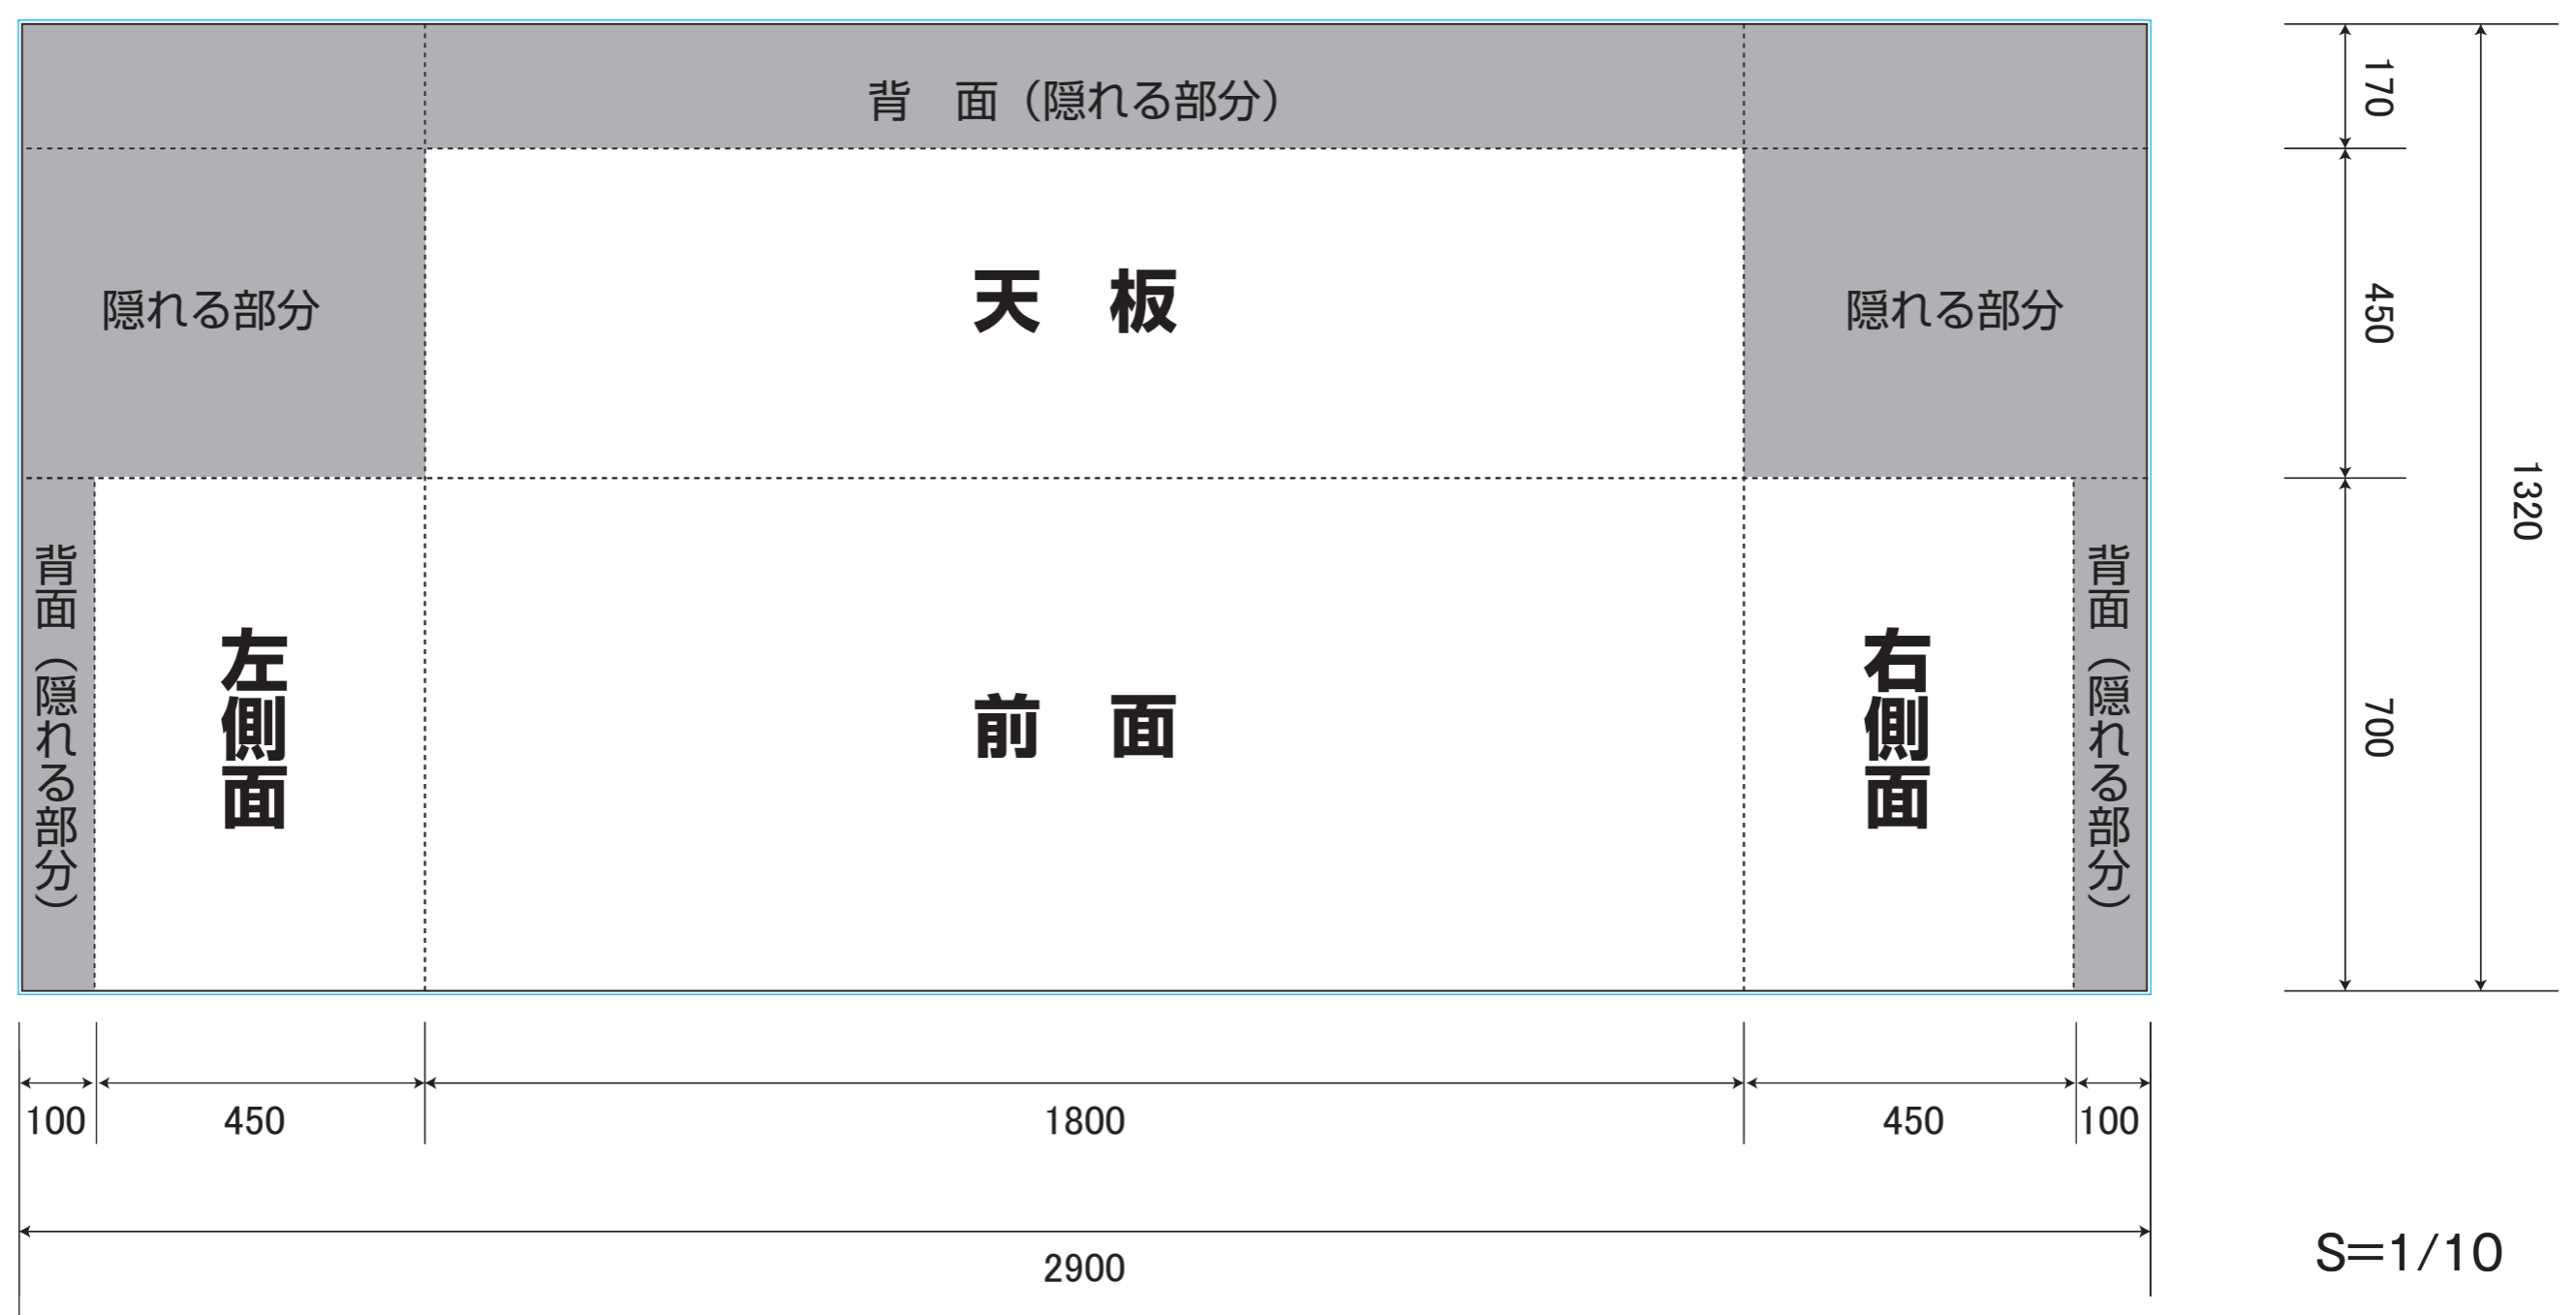 背　面（隠れる部分）
170
隠れる部分
天　板
隠れる部分
450
1320
背面（隠れる部分）
左側面
前　面
右側面
背面（隠れる部分）
700
100
450
1800
450
100
2900
S=1/10